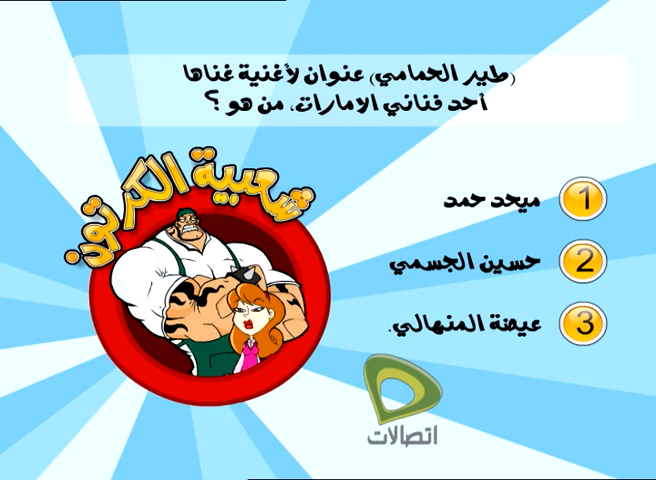 (طير الحمامي) عنوان لأغنية غناها
أحد فناني الامارات، من هو ؟
شعبية الكرتون
1 ميحد حمد
2 حسين الجسمي
3 عيضة المنهالي.
اتصالات